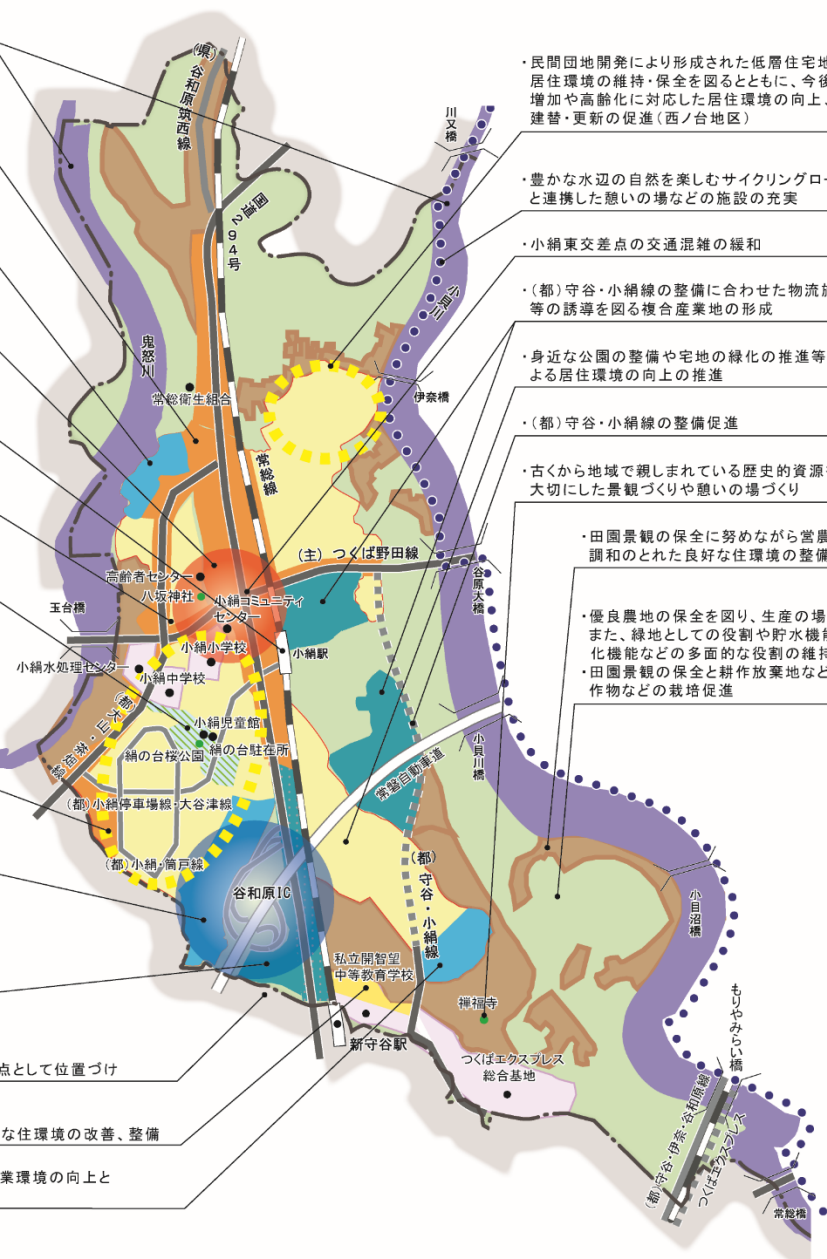 (県)谷和原筑西線
国道294号
鬼怒川
常総衛生組合
常総線
川又橋
小貝川
伊奈橋
・民間団地開発により形成された低層住宅地
居住環境の維持・保全を図るとともに、今後
増加や高齢化に対応した居住環境の向上、
建替・更新の促進(西ノ台地区)
・豊かな水辺の自然を楽しむサイクリングロー
と連携した憩いの場などの施設の充実
・小絹東交差点の交通混雑の緩和
・(都)守谷・小絹線の整備に合わせた物流施
等の誘導を図る複合産業地の形成
・身近な公園の整備や宅地の緑化の推進等
よる居住環境の向上の推進
・(都)守谷・小絹線の整備促進
・古くから地域で親しまれている歴史的資源
大切にした景観づくりや憩いの場づくり
・田園景観の保全に努めながら営農
調和のとれた良好な住環境の整備
・優良農地の保全を図り、生産の場
また、緑地としての役割や貯水機能
化機能などの多面的な役割の維持
・田園景観の保全と耕作放棄地など
作物などの栽培促進
(主)つくば野田線
谷原大橋
高齢者センター
八坂神社
小絹コミュニティ
センター
玉台橋
小絹小学校
小絹駅
小絹水処理センター
小絹中学校
小絹児童館
絹の台桜公園
絹の台駐在所
小貝川橋
常磐自動車道
(都)小絹停車場線・大谷津線
(都)小絹・筒戸線
(都)守谷・小絹線
谷和原IC
小目沼橋
私立開智望
中等教育学校
禅福寺
新守谷駅
つくばエクスプレス
総合基地
もりやみらい橋
(都)守谷・伊奈・谷和原線
つくばエクスプレス
常総橋
点として位置づけ
な住環境の改善、整備
業環境の向上と